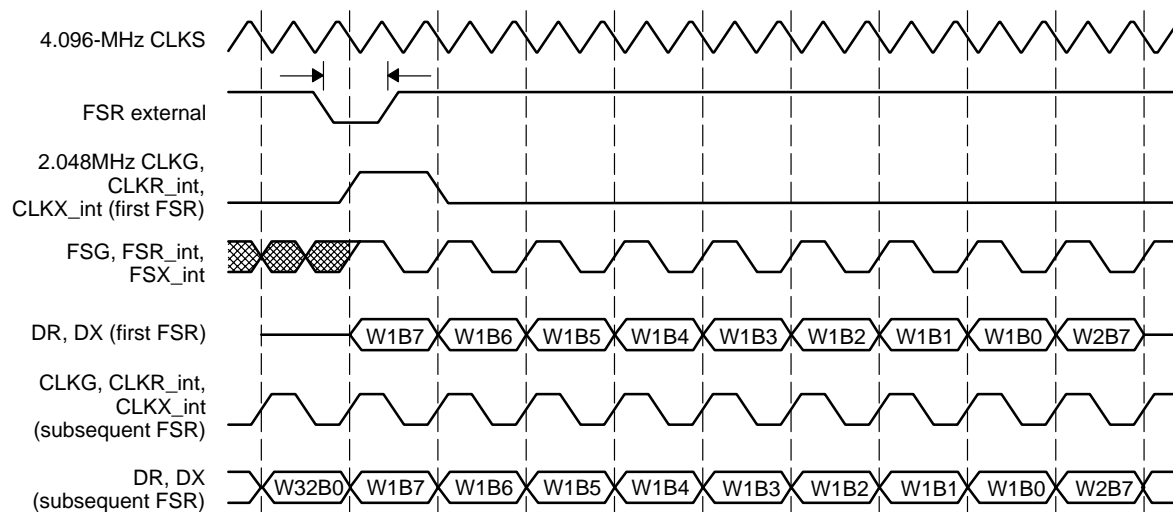 4.096-MHz CLKS
FSR external
2.048MHz CLKG,
CLKR_int,
CLKX_int (first FSR)
FSG, FSR_int,
FSX_int
DR, DX (first FSR)
W1B7 W1B6 W1B5 W1B4 W1B3 W1B2 W1B1 W1B0 W2B7
CLKG, CLKR_int,
CLKX_int
(subsequent FSR)
DR, DX
(subsequent FSR)
W32B0 W1B7 W1B6 W1B5 W1B4 W1B3 W1B2 W1B1 W1B0 W2B7